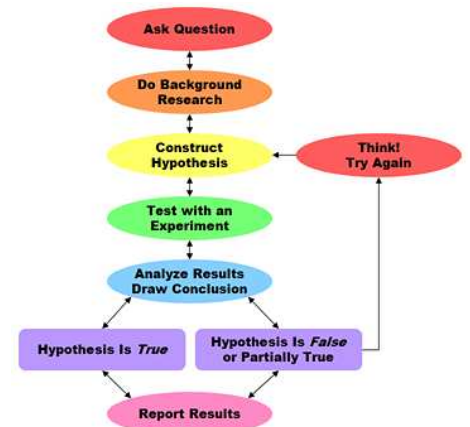 Ask Question
Do Background
Research
Construct
Hypothesis
Think!
Try Again
Test with an
Experiment
Analyze Results
Draw Conclusion
Hypothesis Is True
Hypothesis Is False
or Partially True
Report Results